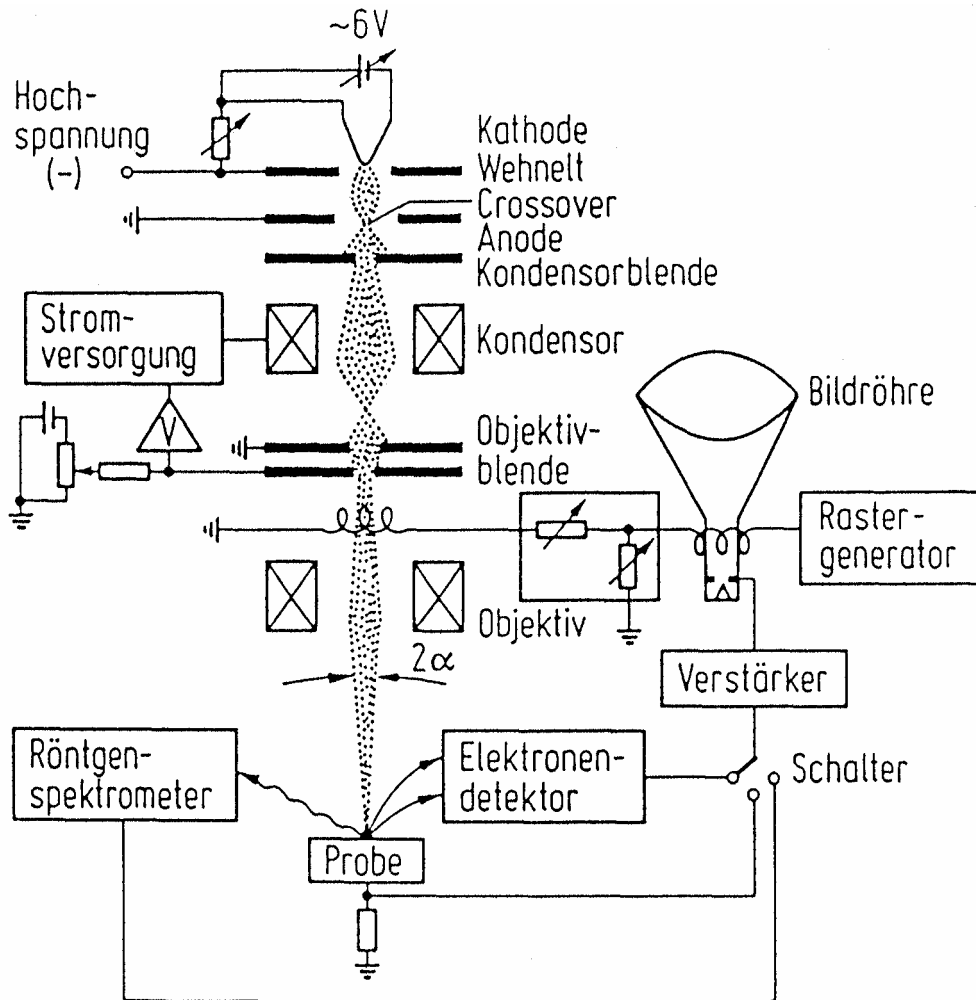 ~6V
Hoch-
spannung
(-)
Kathode
Wehnelt
Crossover
Anode
Kondensorblende
Strom-
versorgung
Kondensor
Bildröhre
V
Objektiv-
blende
Raster-
generator
Objektiv
2α
Verstärker
Röntgen-
spektrometer
Elektronen-
detektor
Schalter
Probe